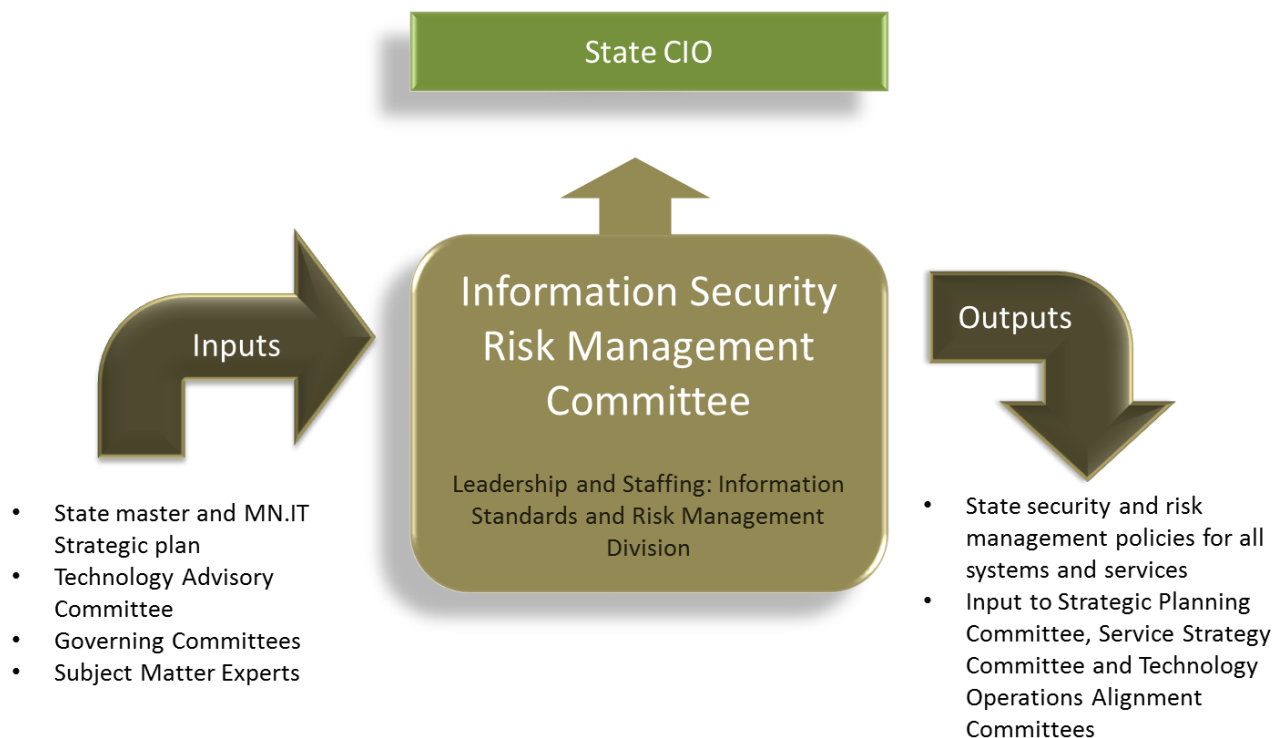 State CIO
Information Security
Risk Management
Committee
Leadership and Staffing: Information
Standards and Risk Management
Division
Inputs
• State master and MN.IT
Strategic plan
• Technology Advisory
Committee
• Governing Committees
• Subject Matter Experts
Outputs
• State security and risk
management policies for all
systems and services
• Input to Strategic Planning
Committee, Service Strategy
Committee and Technology
Operations Alignment
Committees